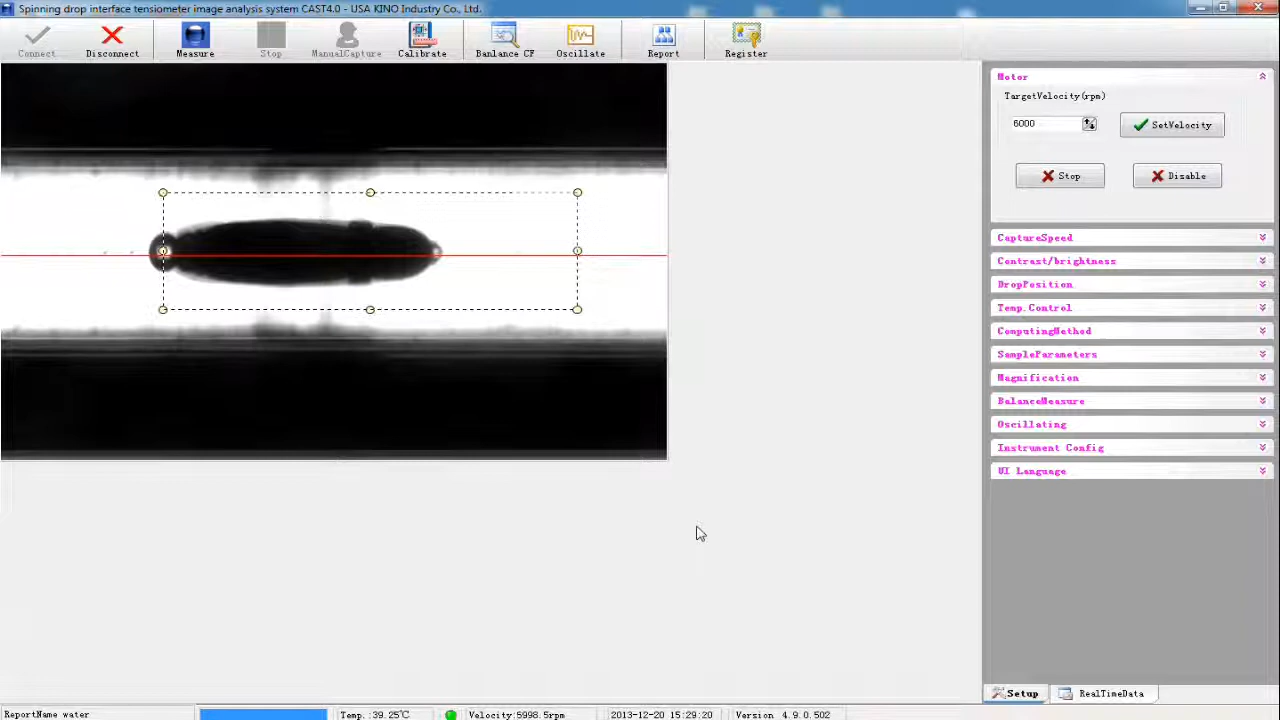 Spinning drop interface tensiometer image analysis system CAST4.0 - USA KINO Industry Co., Ltd.
Connect Disconnect Measure Stop ManualCapture Calibrate Banlance CF Oscillate Report Register
Motor
TargetVelocity(rpm)
6000 SetVelocity
Stop Disable
CaptureSpeed
Contrast/brightness
DropPosition
Temp.Control
ComputingMethod
SampleParameters
Magnification
BalanceMeasure
Oscillating
Instrument Config
UI Language
Setup RealTimeData
ReportName water Temp.:39.25℃ Velocity:5998.5rpm 2013-12-20 15:29:20 Version 4.9.0.502